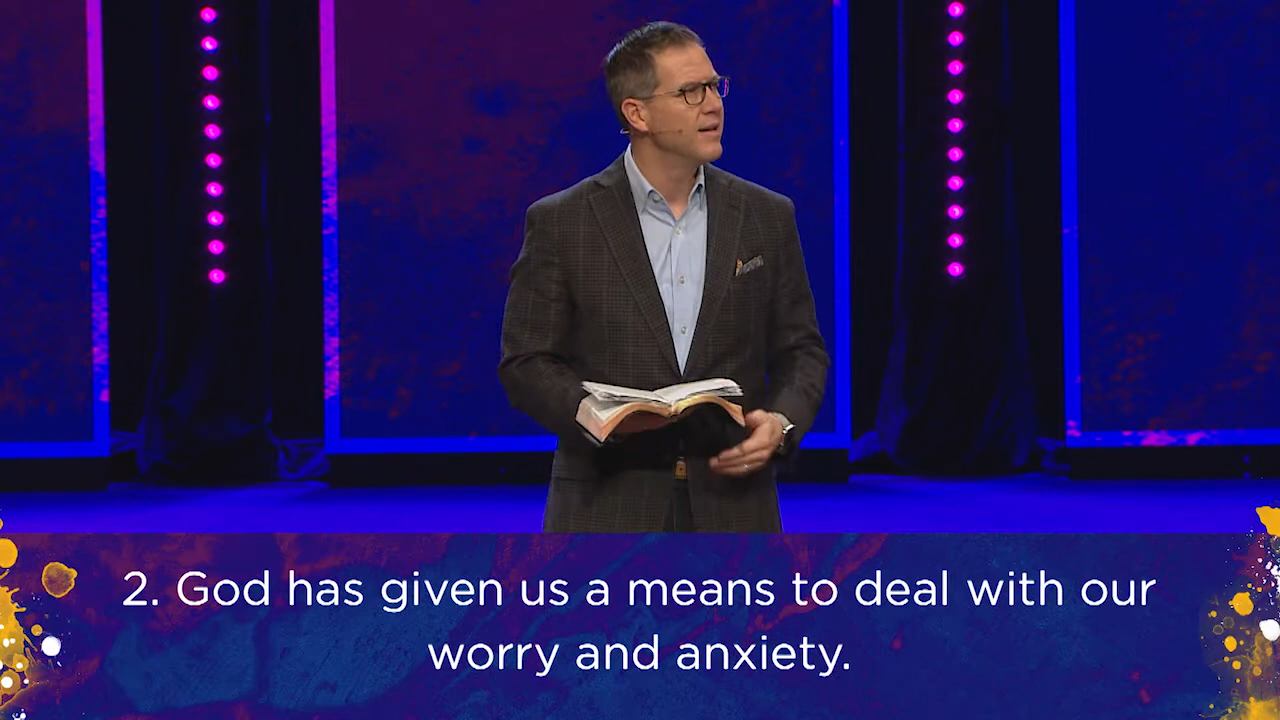 2. God has given us a means to deal with our
worry and anxiety.